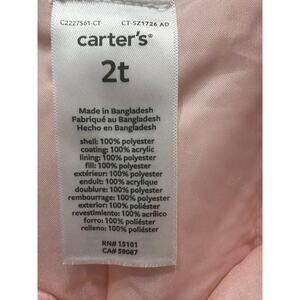 C2227S61-CT CT-SZ1726 AD
carter's®
2t
Made in Bangladesh
Fabriqué au Bangladesh
Hecho en Bangladesh
shell: 100% polyester
coating: 100% acrylic
lining: 100% polyester
fill: 100% polyester
extérieur: 100% polyester
enduit: 100% acrylique
doublure: 100% polyester
rembourrage: 100% polyester
exterior: 100% poliéster
revestimiento: 100% acrílico
forro: 100% poliéster
relleno: 100% poliéster
RN# 15101
CA# 59087